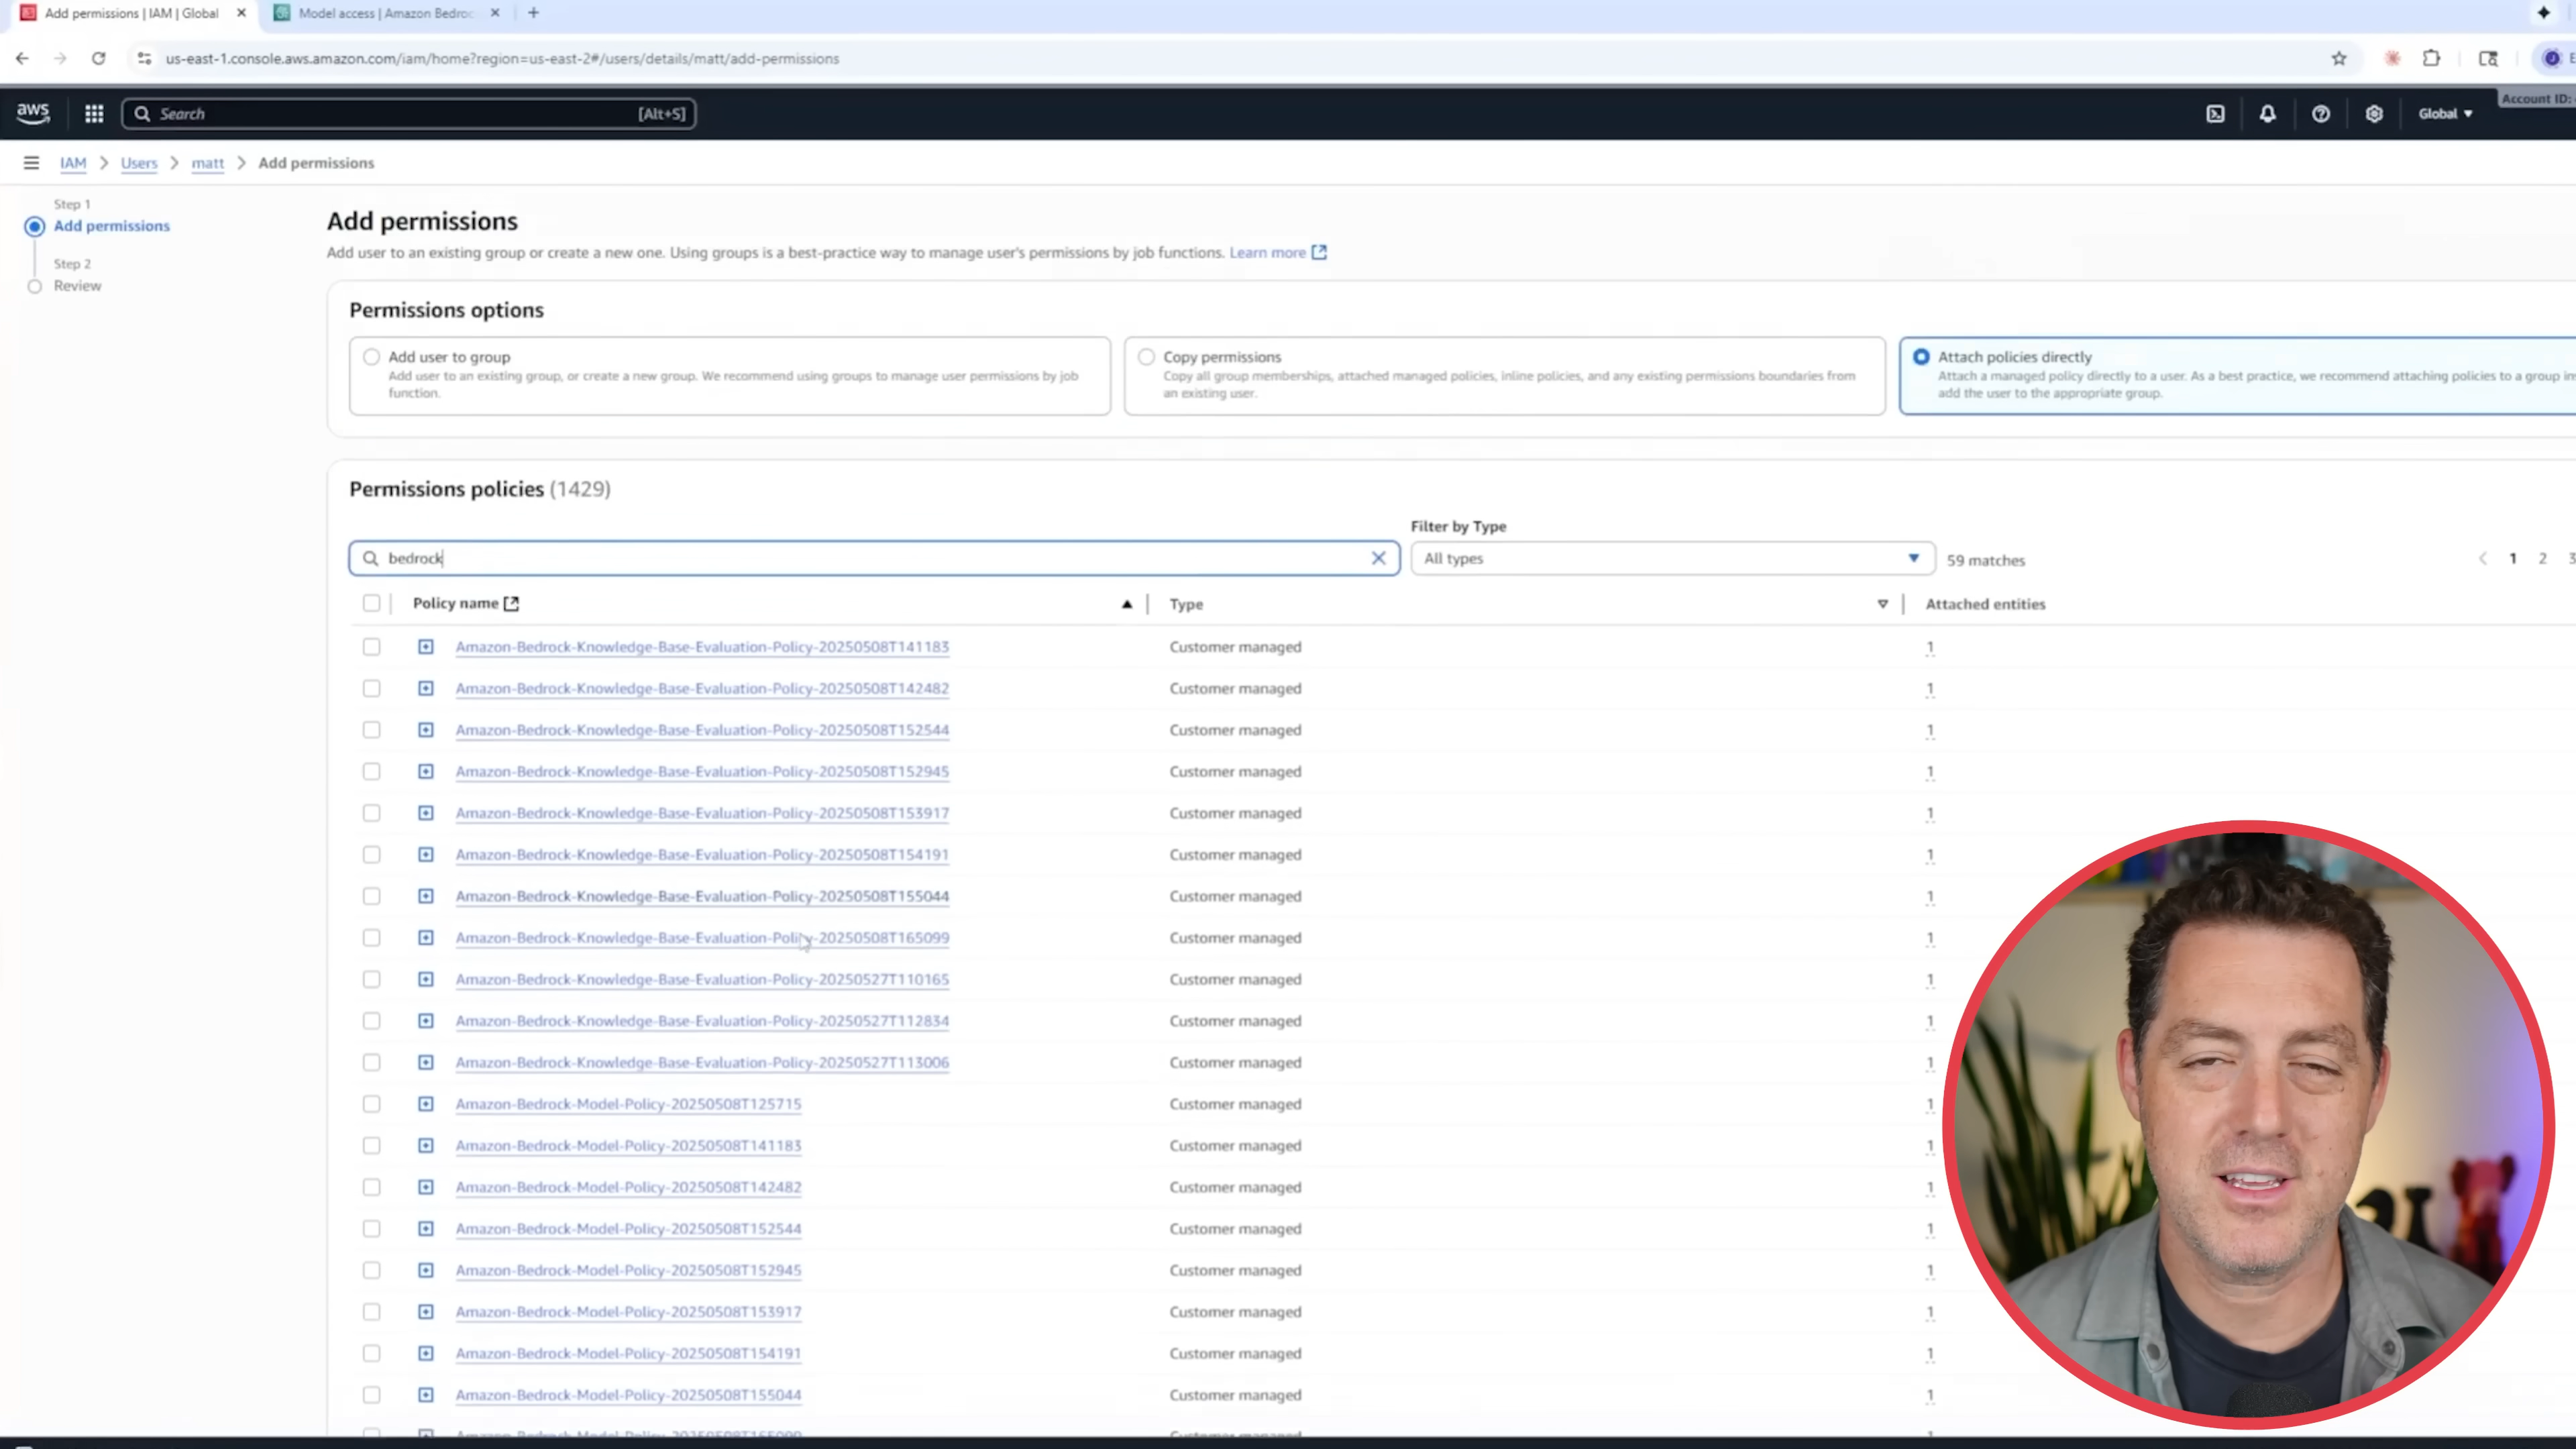 Add permissions | IAM | Global
Model access | Amazon Bedroc
us-east-1.console.aws.amazon.com/iam/home?region=us-east-2#/users/details/matt/add-permissions
aws
Search
[Alt+S]
Global
Account ID:
IAM > Users > matt > Add permissions
Step 1
Add permissions
Step 2
Review
Add permissions
Add user to an existing group or create a new one. Using groups is a best-practice way to manage user's permissions by job functions. Learn more
Permissions options
Add user to group
Add user to an existing group, or create a new group. We recommend using groups to manage user permissions by job
function.
Copy permissions
Copy all group memberships, attached managed policies, inline policies, and any existing permissions boundaries from
an existing user.
Attach policies directly
Attach a managed policy directly to a user. As a best practice, we recommend attaching policies to a group in
add the user to the appropriate group.
Permissions policies (1429)
Filter by Type
bedrock
All types
59 matches
1 2 3
Policy name
Type
Attached entities
Amazon-Bedrock-Knowledge-Base-Evaluation-Policy-20250508T141183 Customer managed 1
Amazon-Bedrock-Knowledge-Base-Evaluation-Policy-20250508T142482 Customer managed 1
Amazon-Bedrock-Knowledge-Base-Evaluation-Policy-20250508T152544 Customer managed 1
Amazon-Bedrock-Knowledge-Base-Evaluation-Policy-20250508T152945 Customer managed 1
Amazon-Bedrock-Knowledge-Base-Evaluation-Policy-20250508T153917 Customer managed 1
Amazon-Bedrock-Knowledge-Base-Evaluation-Policy-20250508T154191 Customer managed 1
Amazon-Bedrock-Knowledge-Base-Evaluation-Policy-20250508T155044 Customer managed 1
Amazon-Bedrock-Knowledge-Base-Evaluation-Policy-20250508T165099 Customer managed 1
Amazon-Bedrock-Knowledge-Base-Evaluation-Policy-20250527T110165 Customer managed 1
Amazon-Bedrock-Knowledge-Base-Evaluation-Policy-20250527T112834 Customer managed 1
Amazon-Bedrock-Knowledge-Base-Evaluation-Policy-20250527T113006 Customer managed 1
Amazon-Bedrock-Model-Policy-20250508T125715 Customer managed 1
Amazon-Bedrock-Model-Policy-20250508T141183 Customer managed 1
Amazon-Bedrock-Model-Policy-20250508T142482 Customer managed 1
Amazon-Bedrock-Model-Policy-20250508T152544 Customer managed 1
Amazon-Bedrock-Model-Policy-20250508T152945 Customer managed 1
Amazon-Bedrock-Model-Policy-20250508T153917 Customer managed 1
Amazon-Bedrock-Model-Policy-20250508T154191 Customer managed 1
Amazon-Bedrock-Model-Policy-20250508T155044 Customer managed 1